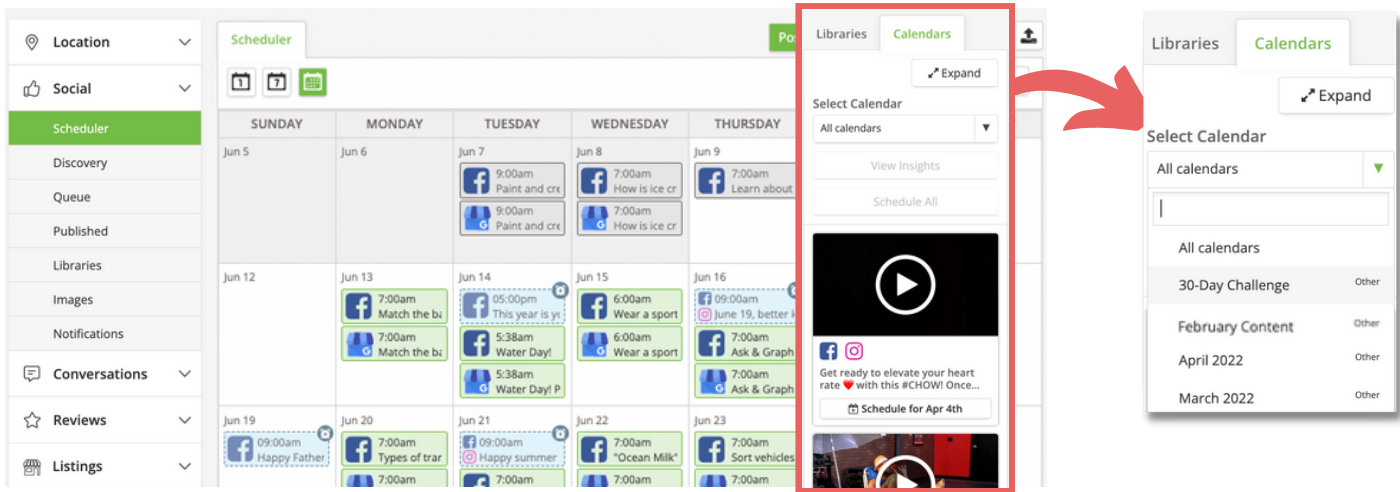 Location
Social
Scheduler
Discovery
Queue
Published
Libraries
Images
Notifications
Conversations
Reviews
Listings
Scheduler
Po
1
7
SUNDAY MONDAY TUESDAY WEDNESDAY THURSDAY
Jun 5 Jun 6 Jun 7 Jun 8 Jun 9
9:00am
Paint and cre
9:00am
Paint and cre
7:00am
How is ice cr
7:00am
How is ice cr
7:00am
Learn about
Jun 12 Jun 13 Jun 14 Jun 15 Jun 16
7:00am
Match the ba
7:00am
Match the ba
05:00pm
This year is yo
5:38am
Water Day!
5:38am
Water Day! P
6:00am
Wear a sport
6:00am
Wear a sport
09:00am
June 19, better k
7:00am
Ask & Graph
7:00am
Ask & Graph
Jun 19 Jun 20 Jun 21 Jun 22 Jun 23
09:00am
Happy Father
7:00am
Types of trar
7:00am
09:00am
Happy summer
7:00am
7:00am
"Ocean Milk"
7:00am
7:00am
Sort vehicles
7:00am
Libraries Calendars
Expand
Select Calendar
All calendars
View Insights
Schedule All
Get ready to elevate your heart
rate ❤ with this #CHOW! Once...
Schedule for Apr 4th
Libraries Calendars
Expand
Select Calendar
All calendars
All calendars
30-Day Challenge Other
February Content Other
April 2022 Other
March 2022 Other